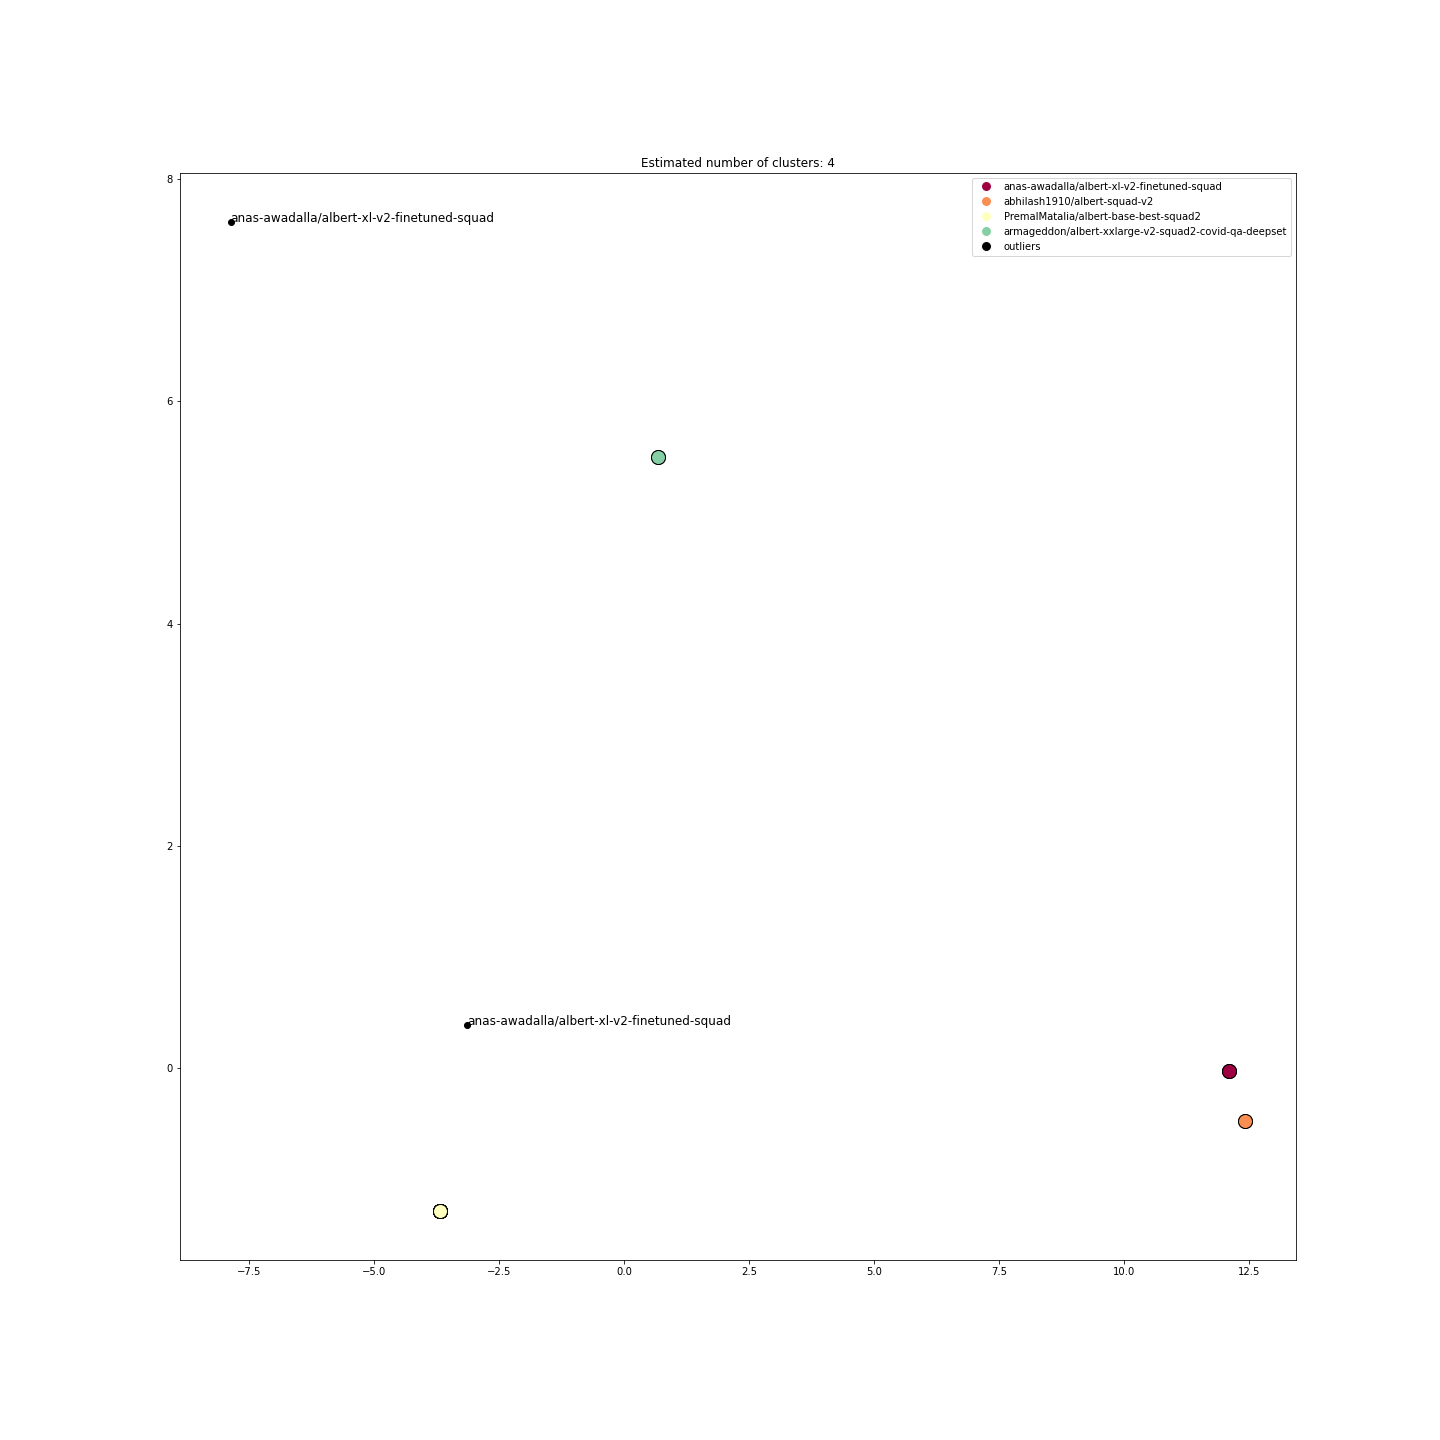 Estimated number of clusters: 4
8
anas-awadalla/albert-xl-v2-finetuned-squad
anas-awadalla/albert-xl-v2-finetuned-squad
abhilash1910/albert-squad-v2
PremalMatalia/albert-base-best-squad2
armageddon/albert-xxlarge-v2-squad2-covid-qa-deepset
outliers
6
4
2
anas-awadalla/albert-xl-v2-finetuned-squad
0
−7.5 −5.0 −2.5 0.0 2.5 5.0 7.5 10.0 12.5